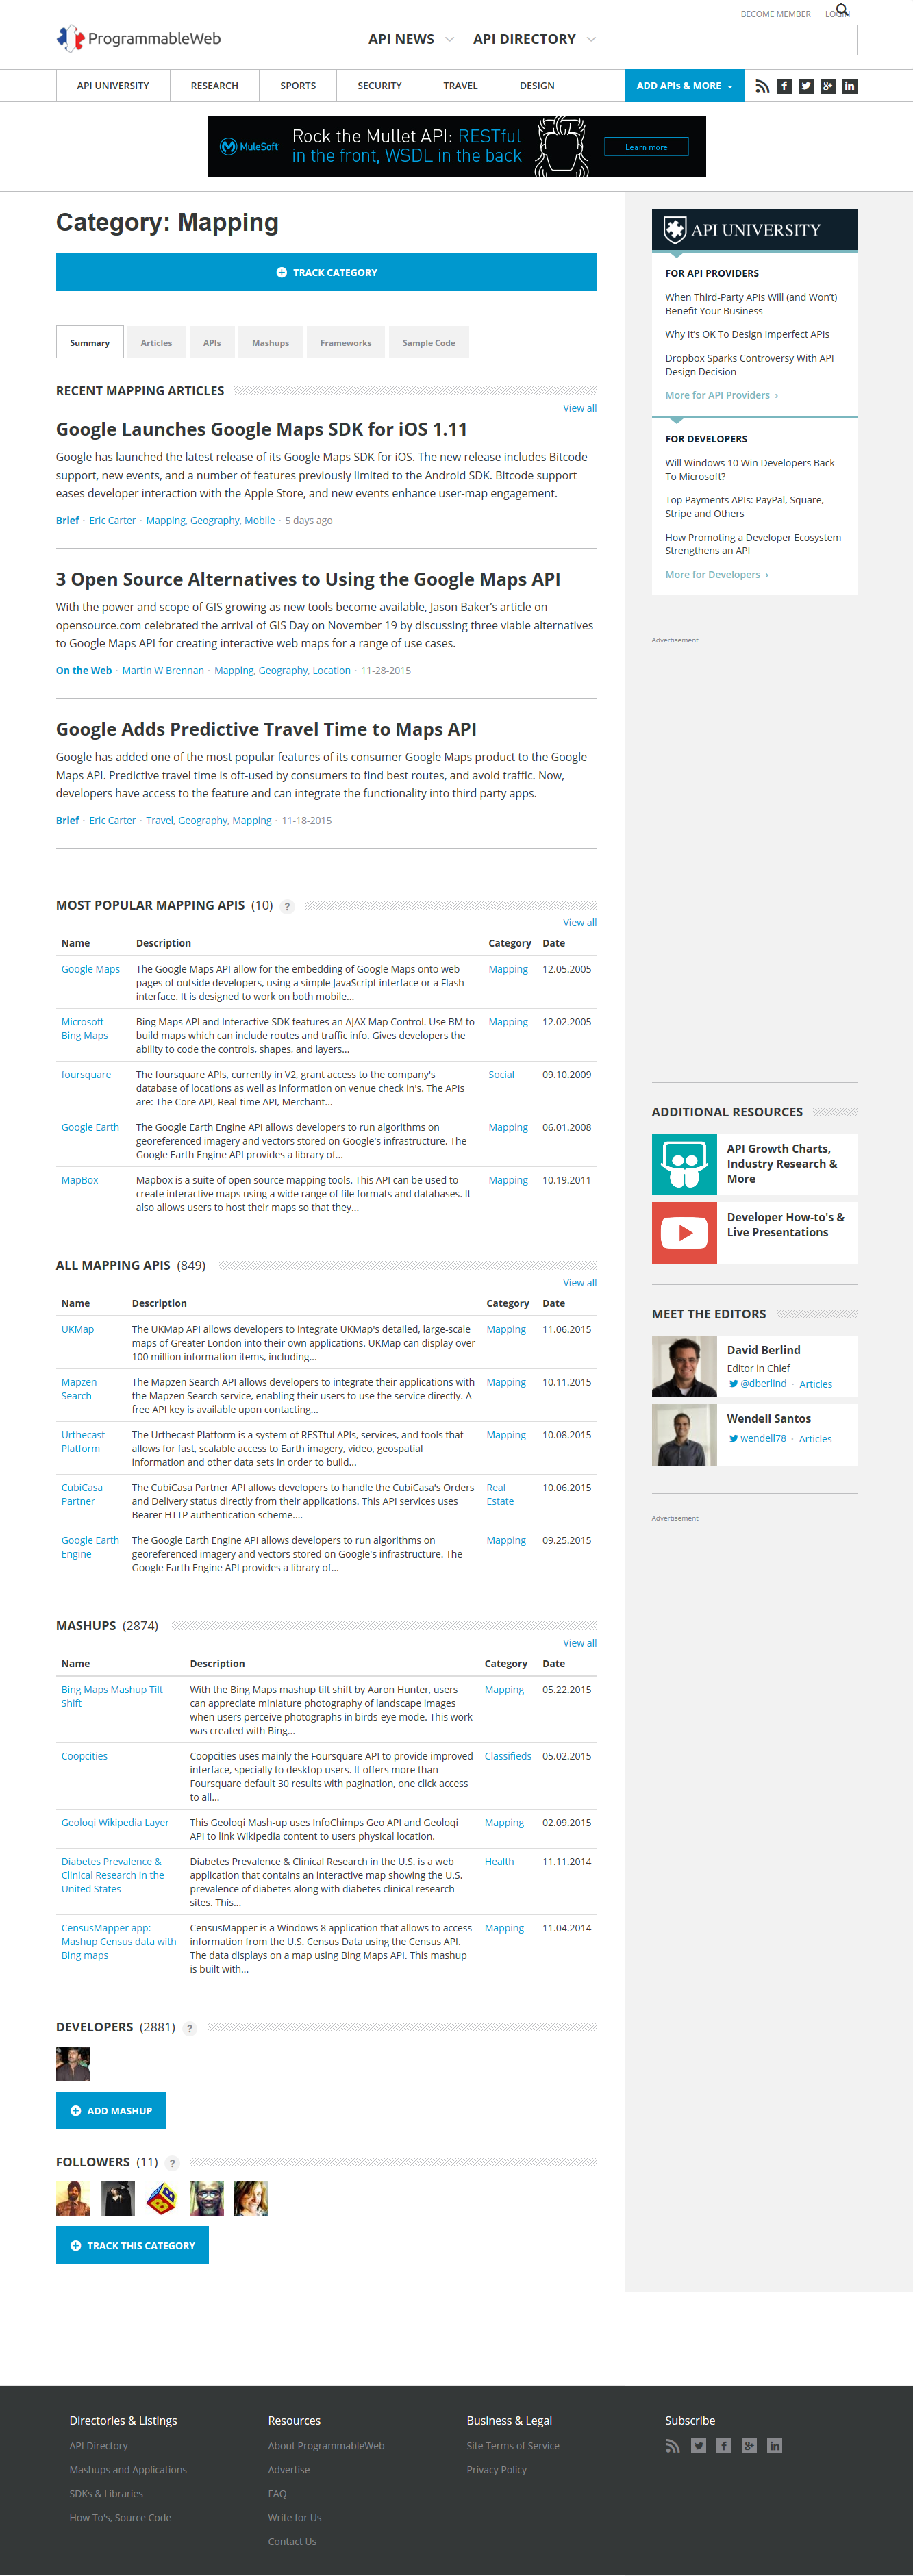 BECOME MEMBER | LOGIN
ProgrammableWeb
API NEWS
API DIRECTORY
API UNIVERSITY
RESEARCH
SPORTS
SECURITY
TRAVEL
DESIGN
ADD APIs & MORE
MuleSoft
Rock the Mullet API: RESTful
in the front, WSDL in the back
Learn more
Category: Mapping
TRACK CATEGORY
Summary
Articles
APIs
Mashups
Frameworks
Sample Code
RECENT MAPPING ARTICLES
View all
Google Launches Google Maps SDK for iOS 1.11
Google has launched the latest release of its Google Maps SDK for iOS. The new release includes Bitcode
support, new events, and a number of features previously limited to the Android SDK. Bitcode support
eases developer interaction with the Apple Store, and new events enhance user-map engagement.
Brief · Eric Carter · Mapping, Geography, Mobile · 5 days ago
3 Open Source Alternatives to Using the Google Maps API
With the power and scope of GIS growing as new tools become available, Jason Baker's article on
opensource.com celebrated the arrival of GIS Day on November 19 by discussing three viable alternatives
to Google Maps API for creating interactive web maps for a range of use cases.
On the Web · Martin W Brennan · Mapping, Geography, Location · 11-28-2015
Google Adds Predictive Travel Time to Maps API
Google has added one of the most popular features of its consumer Google Maps product to the Google
Maps API. Predictive travel time is oft-used by consumers to find best routes, and avoid traffic. Now,
developers have access to the feature and can integrate the functionality into third party apps.
Brief · Eric Carter · Travel, Geography, Mapping · 11-18-2015
MOST POPULAR MAPPING APIS (10) ?
View all
Name Description Category Date
Google Maps The Google Maps API allow for the embedding of Google Maps onto web Mapping 12.05.2005
pages of outside developers, using a simple JavaScript interface or a Flash
interface. It is designed to work on both mobile...
Microsoft Bing Maps API and Interactive SDK features an AJAX Map Control. Use BM to Mapping 12.02.2005
Bing Maps build maps which can include routes and traffic info. Gives developers the
ability to code the controls, shapes, and layers...
foursquare The foursquare APIs, currently in V2, grant access to the company's Social 09.10.2009
database of locations as well as information on venue check in's. The APIs
are: The Core API, Real-time API, Merchant...
Google Earth The Google Earth Engine API allows developers to run algorithms on Mapping 06.01.2008
georeferenced imagery and vectors stored on Google's infrastructure. The
Google Earth Engine API provides a library of...
MapBox Mapbox is a suite of open source mapping tools. This API can be used to Mapping 10.19.2011
create interactive maps using a wide range of file formats and databases. It
also allows users to host their maps so that they...
ALL MAPPING APIS (849)
View all
Name Description Category Date
UKMap The UKMap API allows developers to integrate UKMap's detailed, large-scale Mapping 11.06.2015
maps of Greater London into their own applications. UKMap can display over
100 million information items, including...
Mapzen The Mapzen Search API allows developers to integrate their applications with Mapping 10.11.2015
Search the Mapzen Search service, enabling their users to use the service directly. A
free API key is available upon contacting...
Urthecast The Urthecast Platform is a system of RESTful APIs, services, and tools that Mapping 10.08.2015
Platform allows for fast, scalable access to Earth imagery, video, geospatial
information and other data sets in order to build...
CubiCasa The CubiCasa Partner API allows developers to handle the CubiCasa's Orders Real 10.06.2015
Partner and Delivery status directly from their applications. This API services uses Estate
Bearer HTTP authentication scheme....
Google Earth The Google Earth Engine API allows developers to run algorithms on Mapping 09.25.2015
Engine georeferenced imagery and vectors stored on Google's infrastructure. The
Google Earth Engine API provides a library of...
MASHUPS (2874)
View all
Name Description Category Date
Bing Maps Mashup Tilt With the Bing Maps mashup tilt shift by Aaron Hunter, users Mapping 05.22.2015
Shift can appreciate miniature photography of landscape images
when users perceive photographs in birds-eye mode. This work
was created with Bing...
Coopcities Coopcities uses mainly the Foursquare API to provide improved Classifieds 05.02.2015
interface, specially to desktop users. It offers more than
Foursquare default 30 results with pagination, one click access
to all...
Geoloqi Wikipedia Layer This Geoloqi Mash-up uses InfoChimps Geo API and Geoloqi Mapping 02.09.2015
API to link Wikipedia content to users physical location.
Diabetes Prevalence & Diabetes Prevalence & Clinical Research in the U.S. is a web Health 11.11.2014
Clinical Research in the application that contains an interactive map showing the U.S.
United States prevalence of diabetes along with diabetes clinical research
sites. This...
CensusMapper app: CensusMapper is a Windows 8 application that allows to access Mapping 11.04.2014
Mashup Census data with information from the U.S. Census Data using the Census API.
Bing maps The data displays on a map using Bing Maps API. This mashup
is built with...
DEVELOPERS (2881) ?
ADD MASHUP
FOLLOWERS (11) ?
TRACK THIS CATEGORY
API UNIVERSITY
FOR API PROVIDERS
When Third-Party APIs Will (and Won't)
Benefit Your Business
Why It's OK To Design Imperfect APIs
Dropbox Sparks Controversy With API
Design Decision
More for API Providers ›
FOR DEVELOPERS
Will Windows 10 Win Developers Back
To Microsoft?
Top Payments APIs: PayPal, Square,
Stripe and Others
How Promoting a Developer Ecosystem
Strengthens an API
More for Developers ›
Advertisement
ADDITIONAL RESOURCES
API Growth Charts,
Industry Research &
More
Developer How-to's &
Live Presentations
MEET THE EDITORS
David Berlind
Editor in Chief
@dberlind · Articles
Wendell Santos
wendell78 · Articles
Advertisement
Directories & Listings
API Directory
Mashups and Applications
SDKs & Libraries
How To's, Source Code
Resources
About ProgrammableWeb
Advertise
FAQ
Write for Us
Contact Us
Business & Legal
Site Terms of Service
Privacy Policy
Subscribe